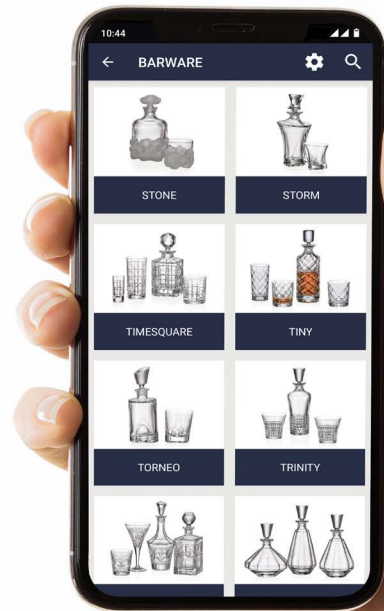 10:44
BARWARE
STONE
STORM
TIMESQUARE
TINY
TORNEO
TRINITY